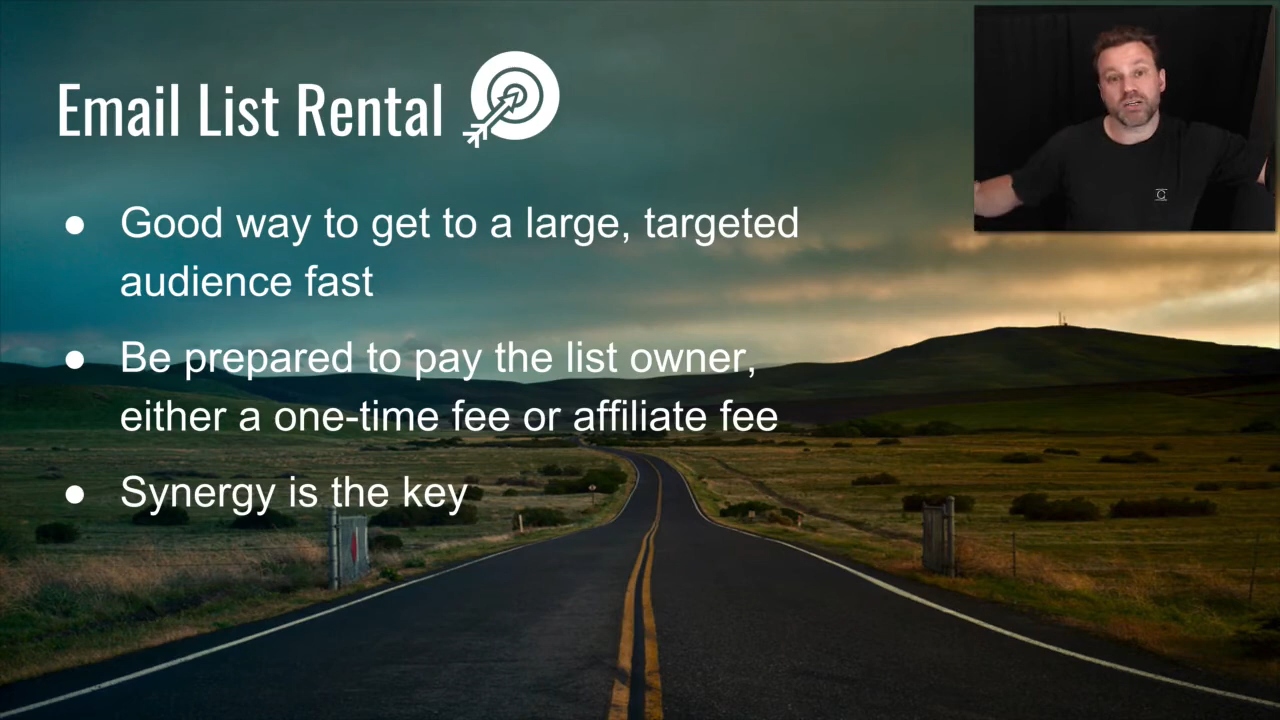 Email List Rental
● Good way to get to a large, targeted
audience fast
● Be prepared to pay the list owner,
either a one-time fee or affiliate fee
● Synergy is the key